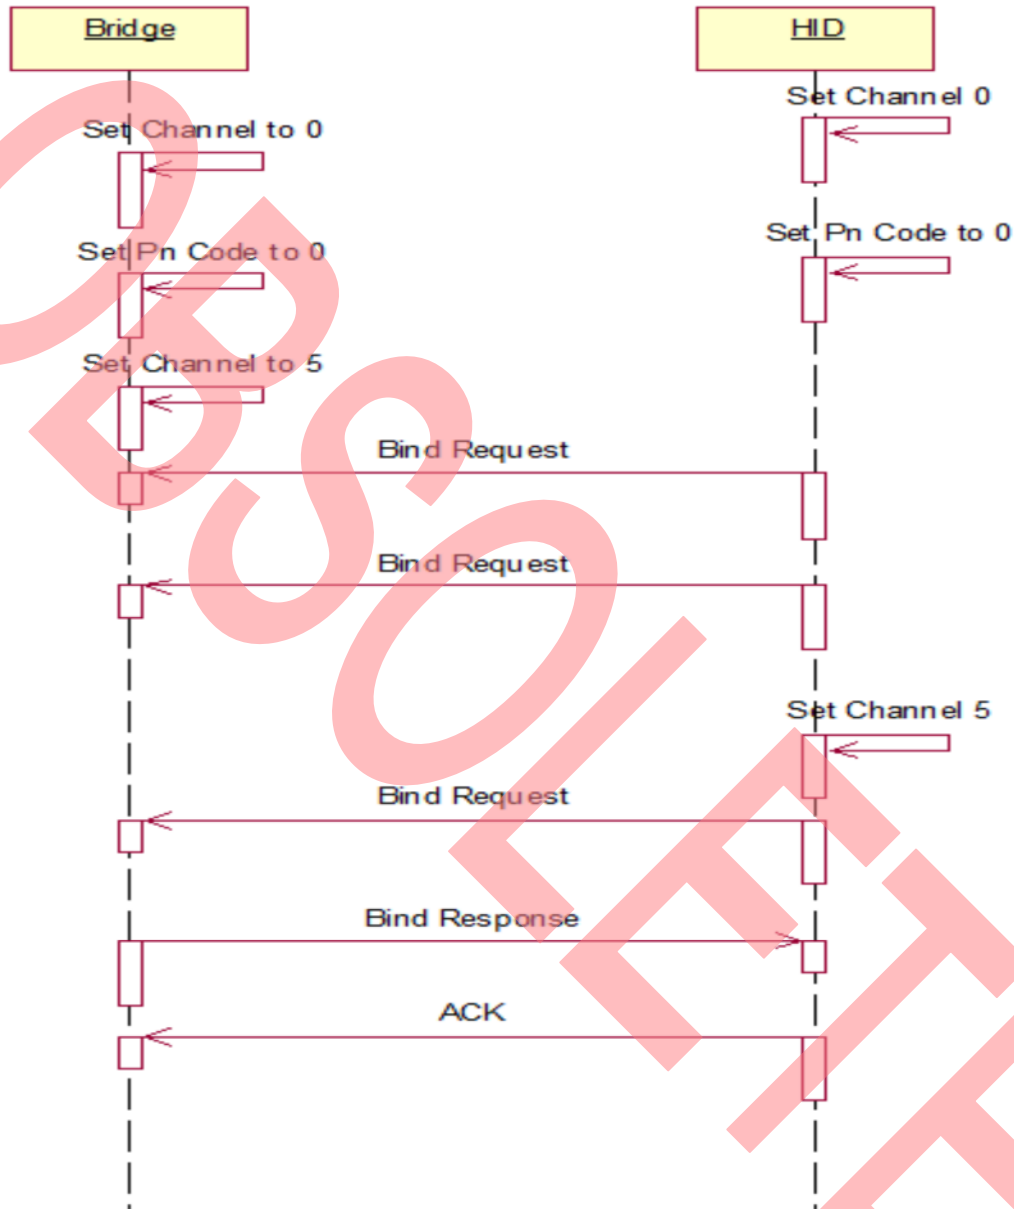 Bridge
HID
Set Channel 0
Set Channel to 0
Set Pn Code to 0
Set Pn Code to 0
Set Channel to 5
Bind Request
Bind Request
Set Channel 5
Bind Request
Bind Response
ACK
OBSOLETE